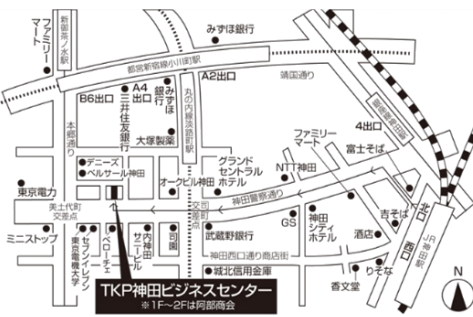 ファミリー
マート
新御茶ノ水駅
みずほ銀行
都営新宿線小川町駅
A2出口
靖国通り
B6出口
A4
出口
三井住友銀行
みずほ
銀行
丸の内線淡路町駅
大塚製薬
本郷通り
デニーズ
ベルサール神田
オークビル神田
グランド
セントラル
ホテル
ファミリー
マート
NTT神田
4出口
富士そば
東京電力
美土代町
交差点
司町
交差点
神田警察通り
ミニストップ
東京電機大学
セブンイレブン
ベローチェ
内神田
サニービル
司園
武蔵野銀行
GS
神田
シティ
ホテル
酒店
吉そば
北口
西口
JR神田駅
神田西口通り商店街
城北信用金庫
りそな
香文堂
TKP神田ビジネスセンター
※1F～2Fは阿部商会
N